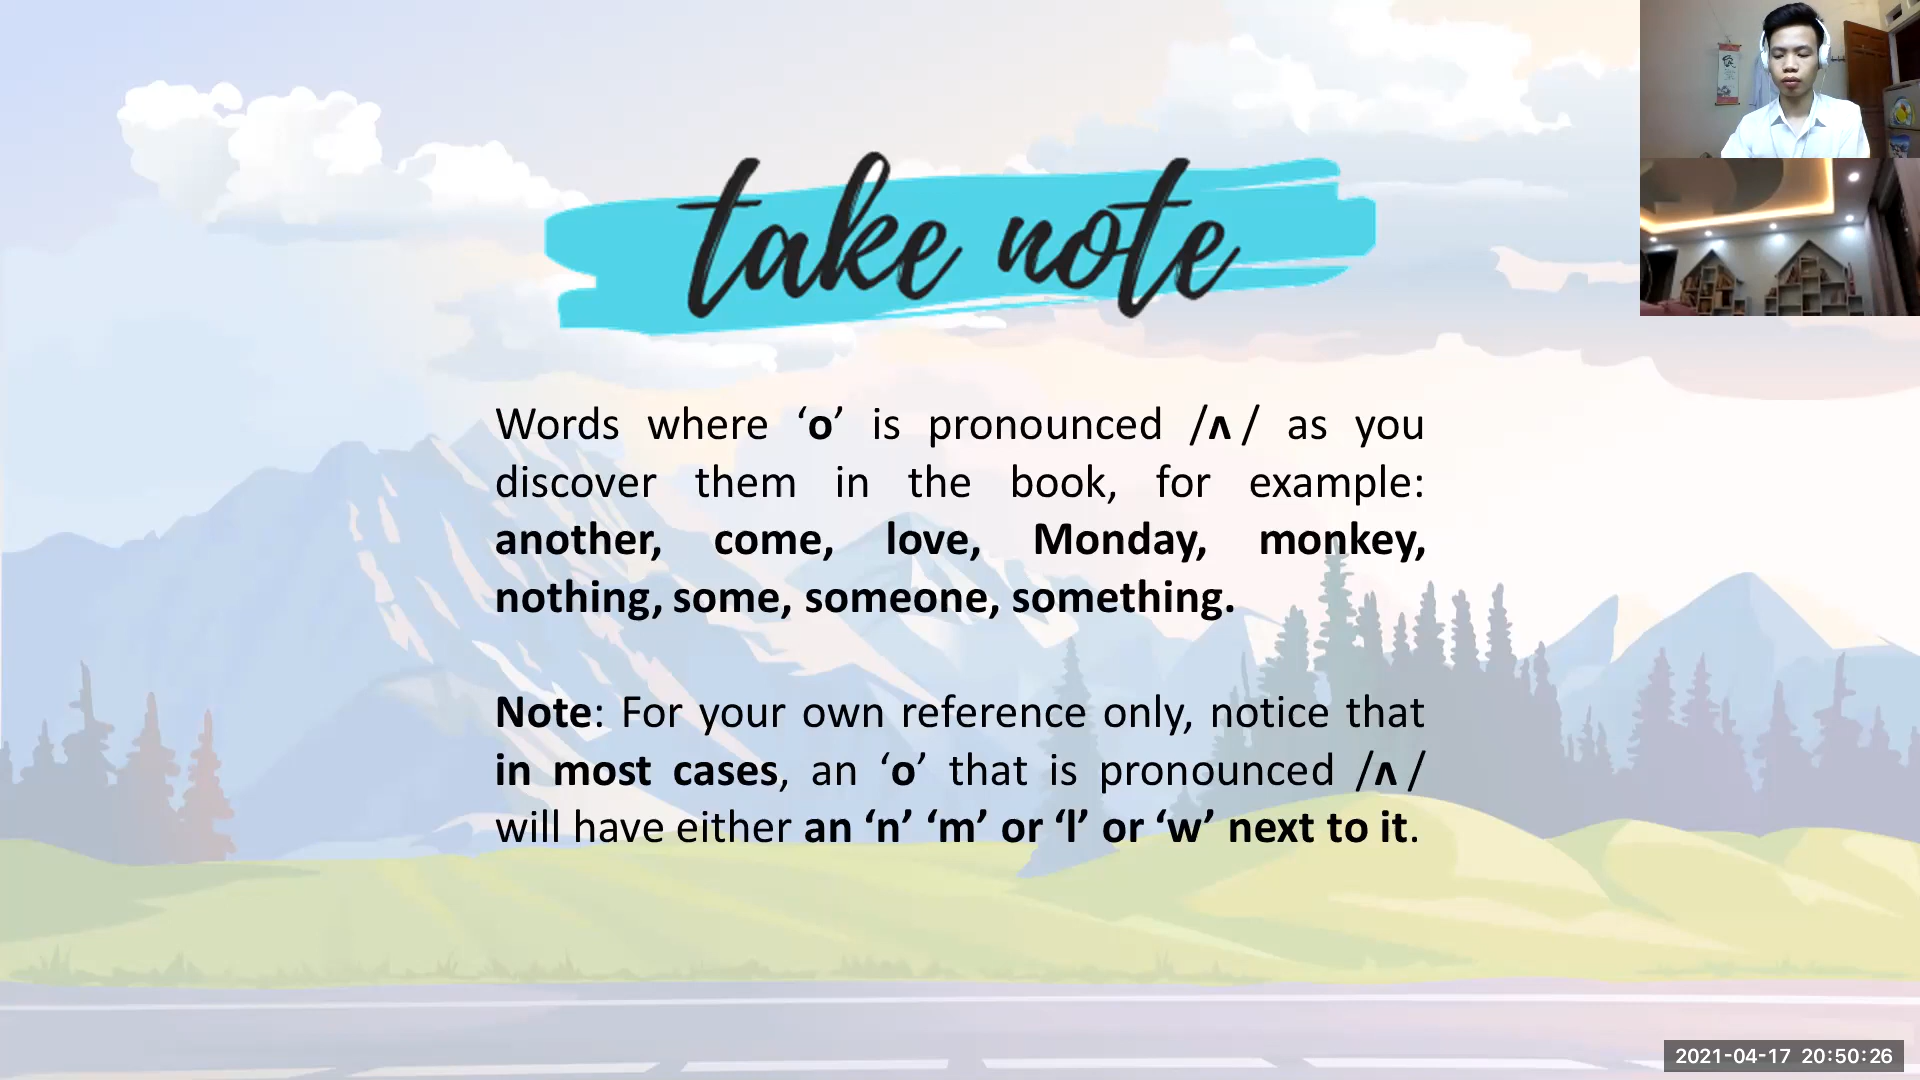 take note
Words where ‘o’ is pronounced /ʌ / as you
discover them in the book, for example:
another, come, love, Monday, monkey,
nothing, some, someone, something.
Note: For your own reference only, notice that
in most cases, an ‘o’ that is pronounced /ʌ /
will have either an ‘n’ ‘m’ or ‘l’ or ‘w’ next to it.
2021-04-17 20:50:26